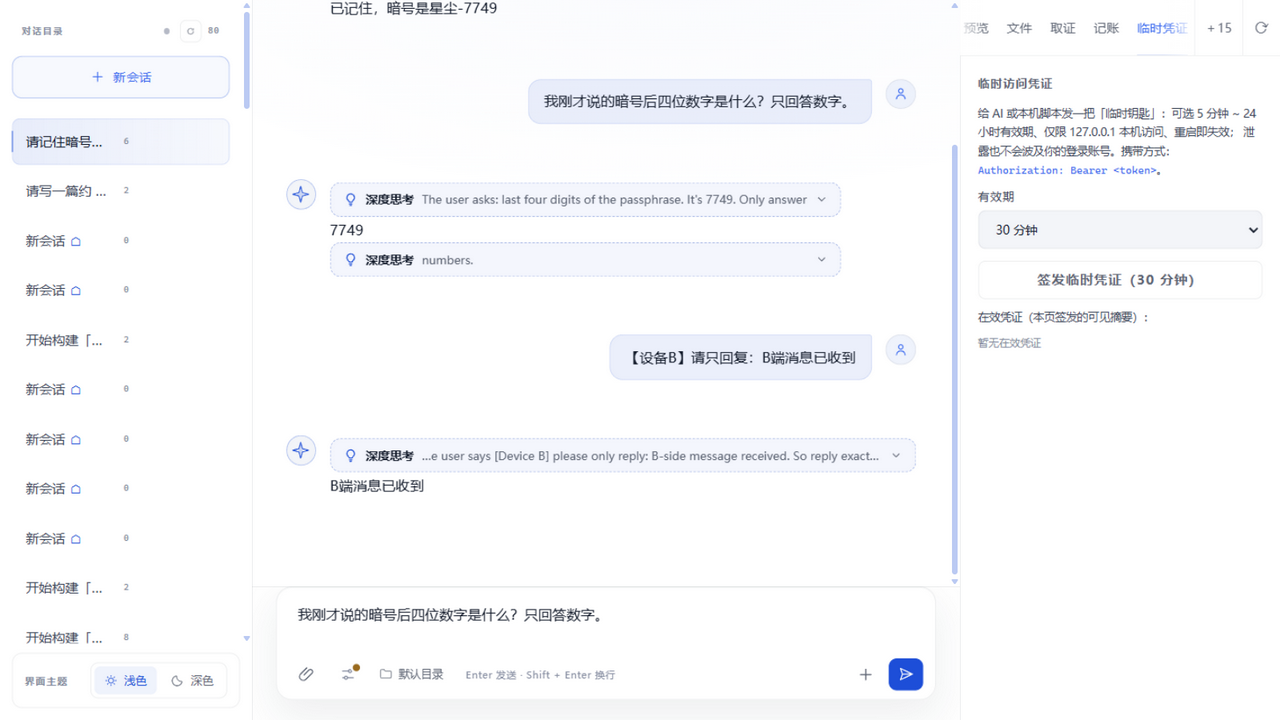 对话目录
80
+ 新会话
请记住暗号... 6
请写一篇约 ... 2
新会话 0
新会话 0
开始构建「... 2
新会话 0
新会话 0
新会话 0
新会话 0
开始构建「... 2
开始构建「... 8
界面主题 浅色 深色
已记住，暗号是星尘-7749
我刚才说的暗号后四位数字是什么？只回答数字。
深度思考 The user asks: last four digits of the passphrase. It's 7749. Only answer
7749
深度思考 numbers.
【设备B】请只回复：B端消息已收到
深度思考 ...e user says [Device B] please only reply: B-side message received. So reply exact...
B端消息已收到
我刚才说的暗号后四位数字是什么？只回答数字。
默认目录 Enter 发送 · Shift + Enter 换行
预览 文件 取证 记账 临时凭证 +15
临时访问凭证
给 AI 或本机脚本发一把「临时钥匙」：可选 5 分钟 ~ 24
小时有效期、仅限 127.0.0.1 本机访问、重启即失效； 泄
露也不会波及你的登录账号。携带方式：
Authorization: Bearer <token>。
有效期
30 分钟
签发临时凭证（30 分钟）
在效凭证（本页签发的可见摘要）：
暂无在效凭证